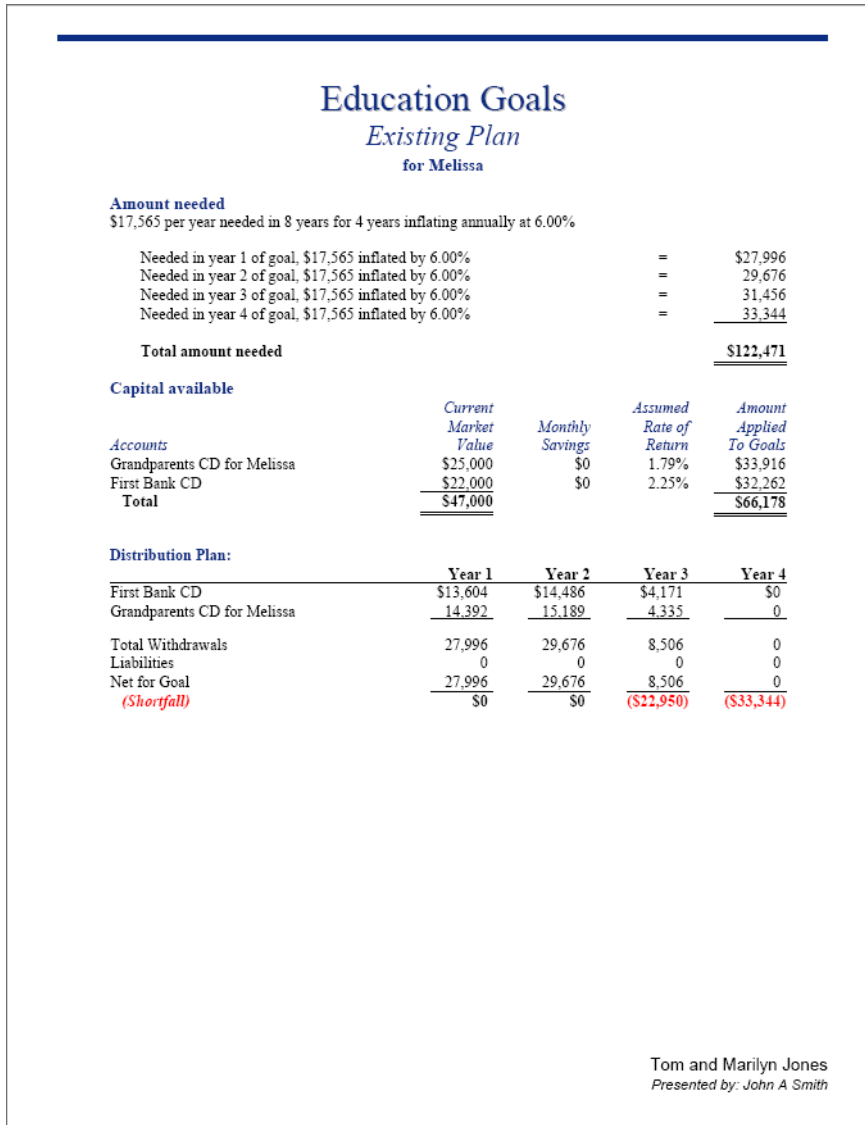 Education Goals
Existing Plan
for Melissa
Amount needed
$17,565 per year needed in 8 years for 4 years inflating annually at 6.00%
Needed in year 1 of goal, $17,565 inflated by 6.00% = $27,996
Needed in year 2 of goal, $17,565 inflated by 6.00% = 29,676
Needed in year 3 of goal, $17,565 inflated by 6.00% = 31,456
Needed in year 4 of goal, $17,565 inflated by 6.00% = 33,344
Total amount needed $122,471
Capital available
Current Assumed Amount
Market Monthly Rate of Applied
Accounts Value Savings Return To Goals
Grandparents CD for Melissa $25,000 $0 1.79% $33,916
First Bank CD $22,000 $0 2.25% $32,262
Total $47,000 $66,178
Distribution Plan:
Year 1 Year 2 Year 3 Year 4
First Bank CD $13,604 $14,486 $4,171 $0
Grandparents CD for Melissa 14,392 15,189 4,335 0
Total Withdrawals 27,996 29,676 8,506 0
Liabilities 0 0 0 0
Net for Goal 27,996 29,676 8,506 0
(Shortfall) $0 $0 ($22,950) ($33,344)
Tom and Marilyn Jones
Presented by: John A Smith